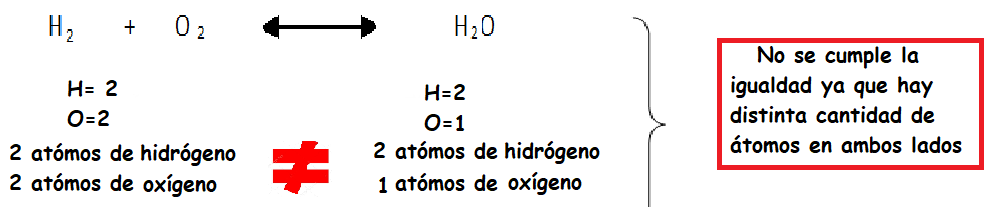 H₂ + O₂ ⟷ H₂O
H= 2
O=2
2 atómos de hidrógeno
2 atómos de oxígeno
≠
H=2
O=1
2 atómos de hidrógeno
1 atómos de oxígeno
No se cumple la
igualdad ya que hay
distinta cantidad de
átomos en ambos lados